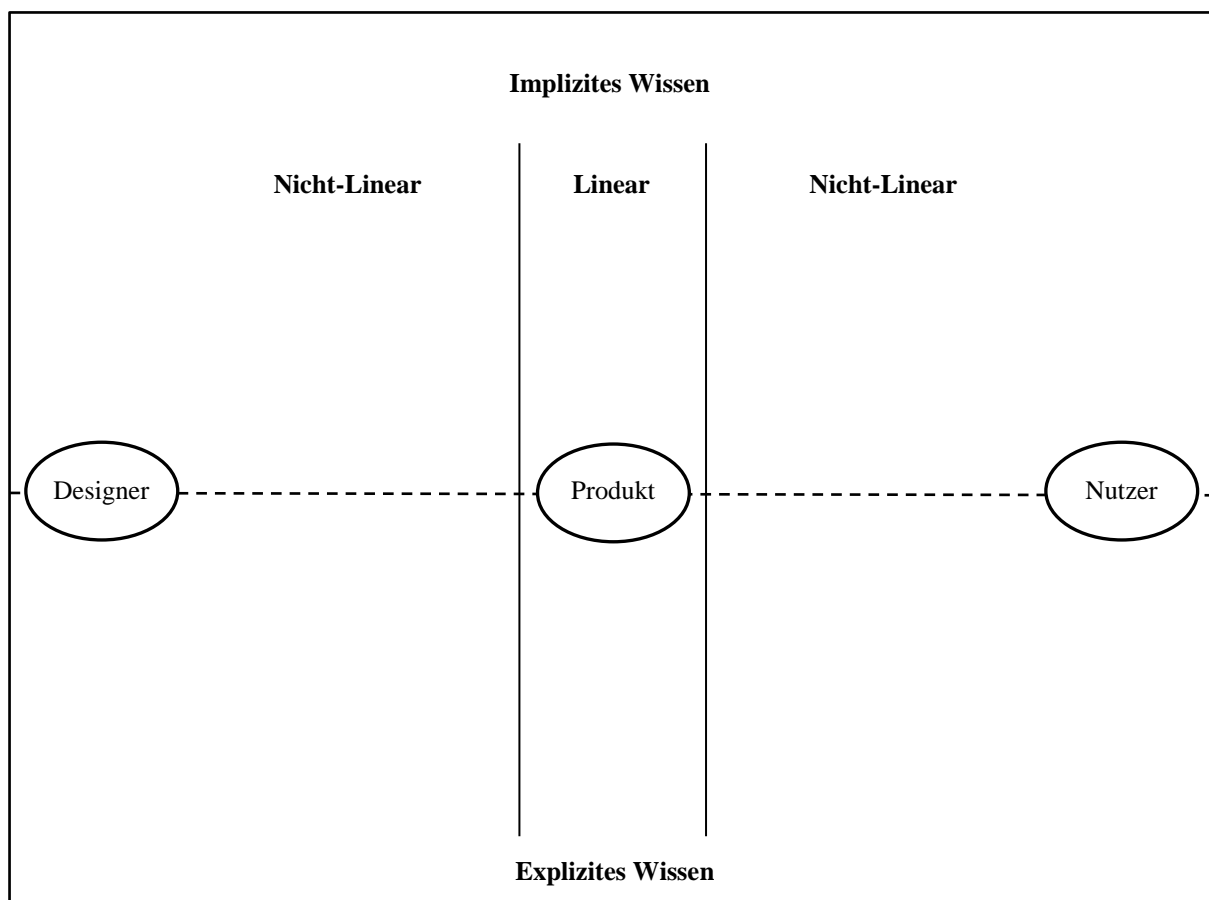 Implizites Wissen
Nicht-Linear Linear Nicht-Linear
Designer Produkt Nutzer
Explizites Wissen